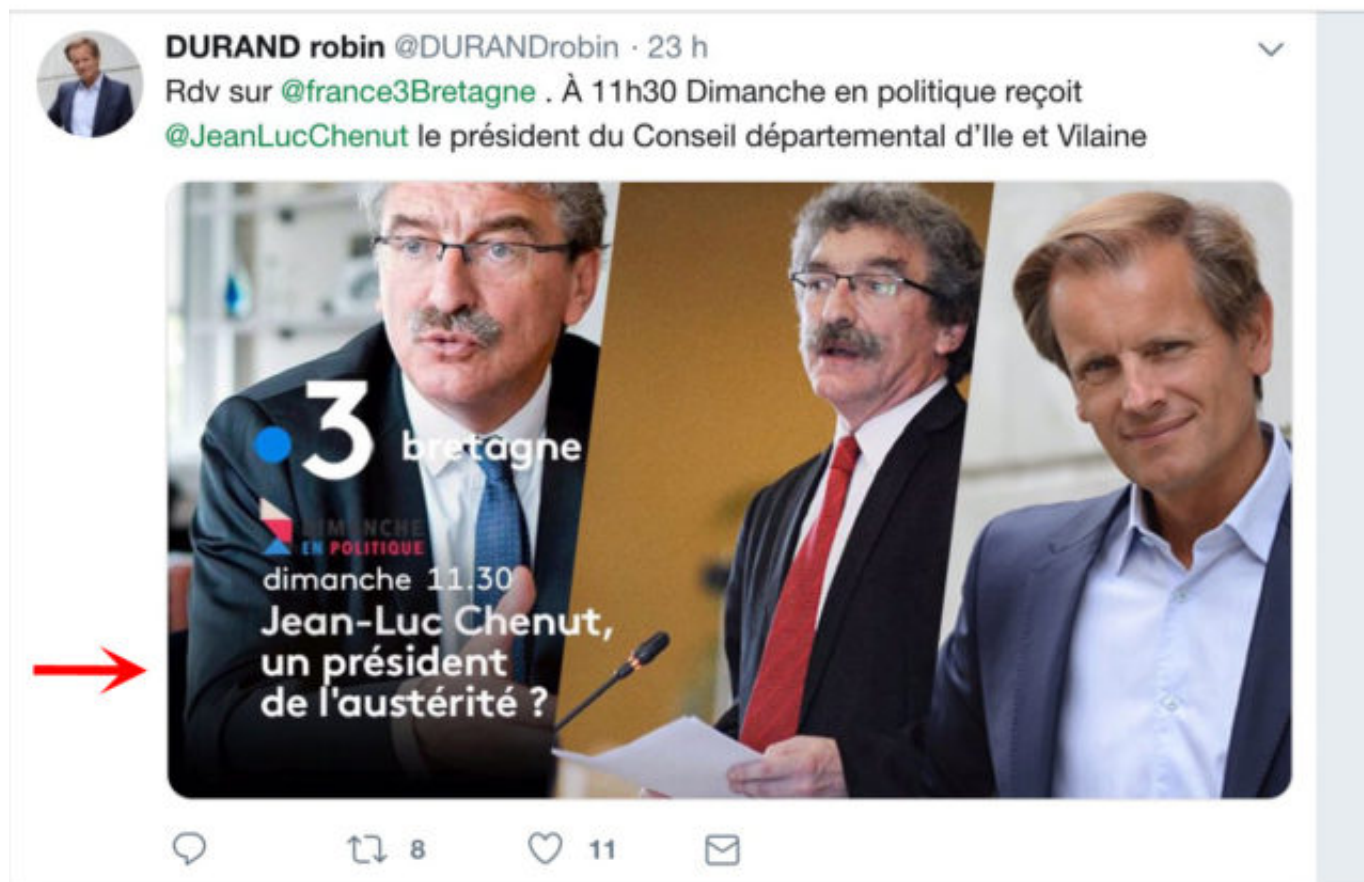 DURAND robin @DURANDrobin · 23 h
Rdv sur @france3Bretagne . À 11h30 Dimanche en politique reçoit
@JeanLucChenut le président du Conseil départemental d'Ile et Vilaine
3 bretagne
DIMANCHE
EN POLITIQUE
dimanche 11.30
Jean-Luc Chenut,
un président
de l'austérité ?
8 11